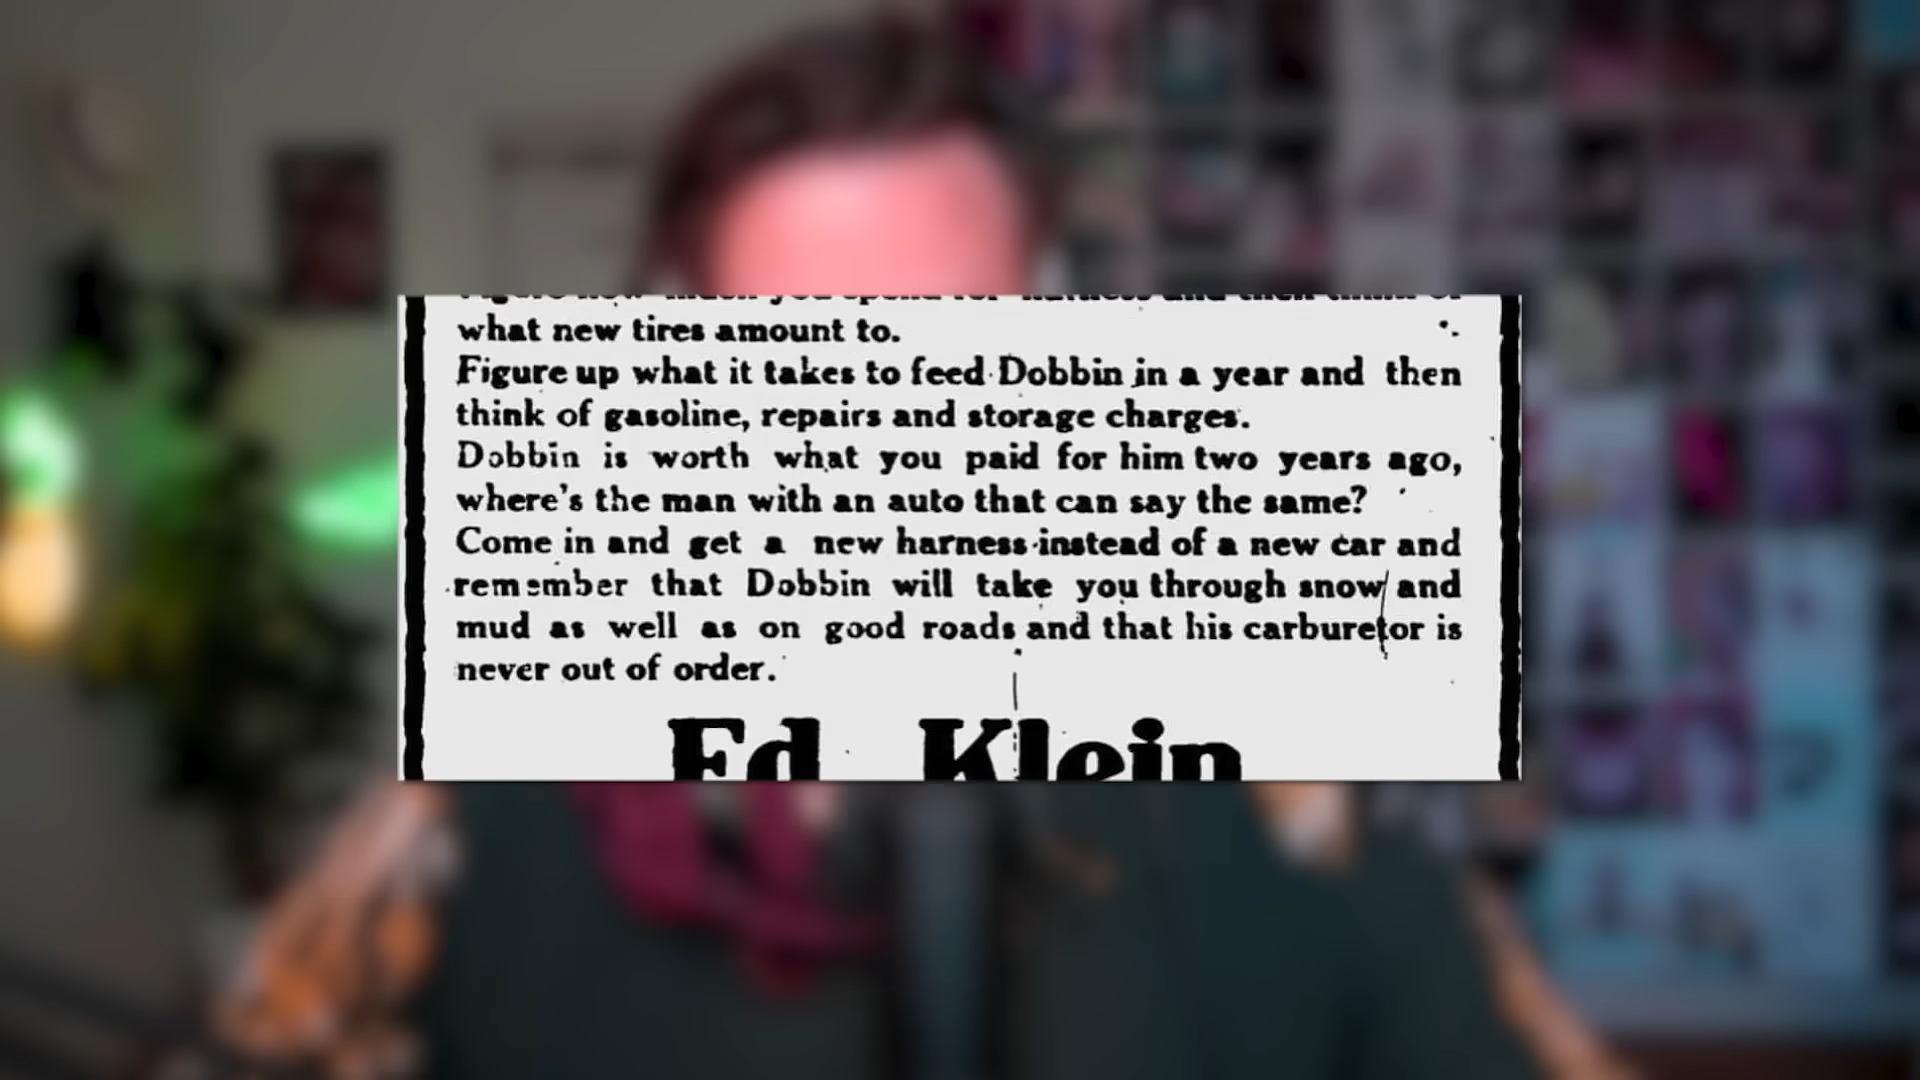 what new tires amount to.
Figure up what it takes to feed Dobbin in a year and then
think of gasoline, repairs and storage charges.
Dobbin is worth what you paid for him two years ago,
where's the man with an auto that can say the same?
Come in and get a new harness instead of a new car and
remember that Dobbin will take you through snow and
mud as well as on good roads and that his carburetor is
never out of order.
Ed Klein